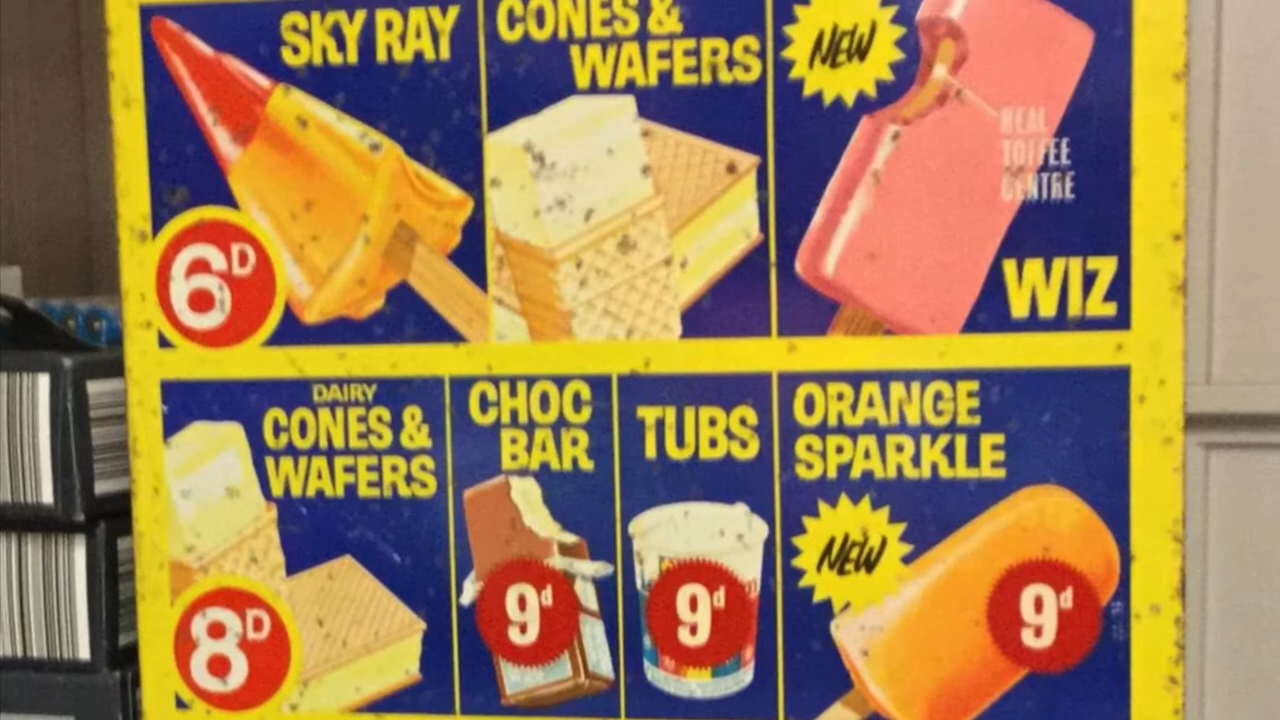 SKY RAY
6D
CONES &
WAFERS
NEW
REAL
TOFFEE
CENTRE
WIZ
DAIRY
CONES &
WAFERS
8D
CHOC
BAR
9d
TUBS
9d
ORANGE
SPARKLE
NEW
9d